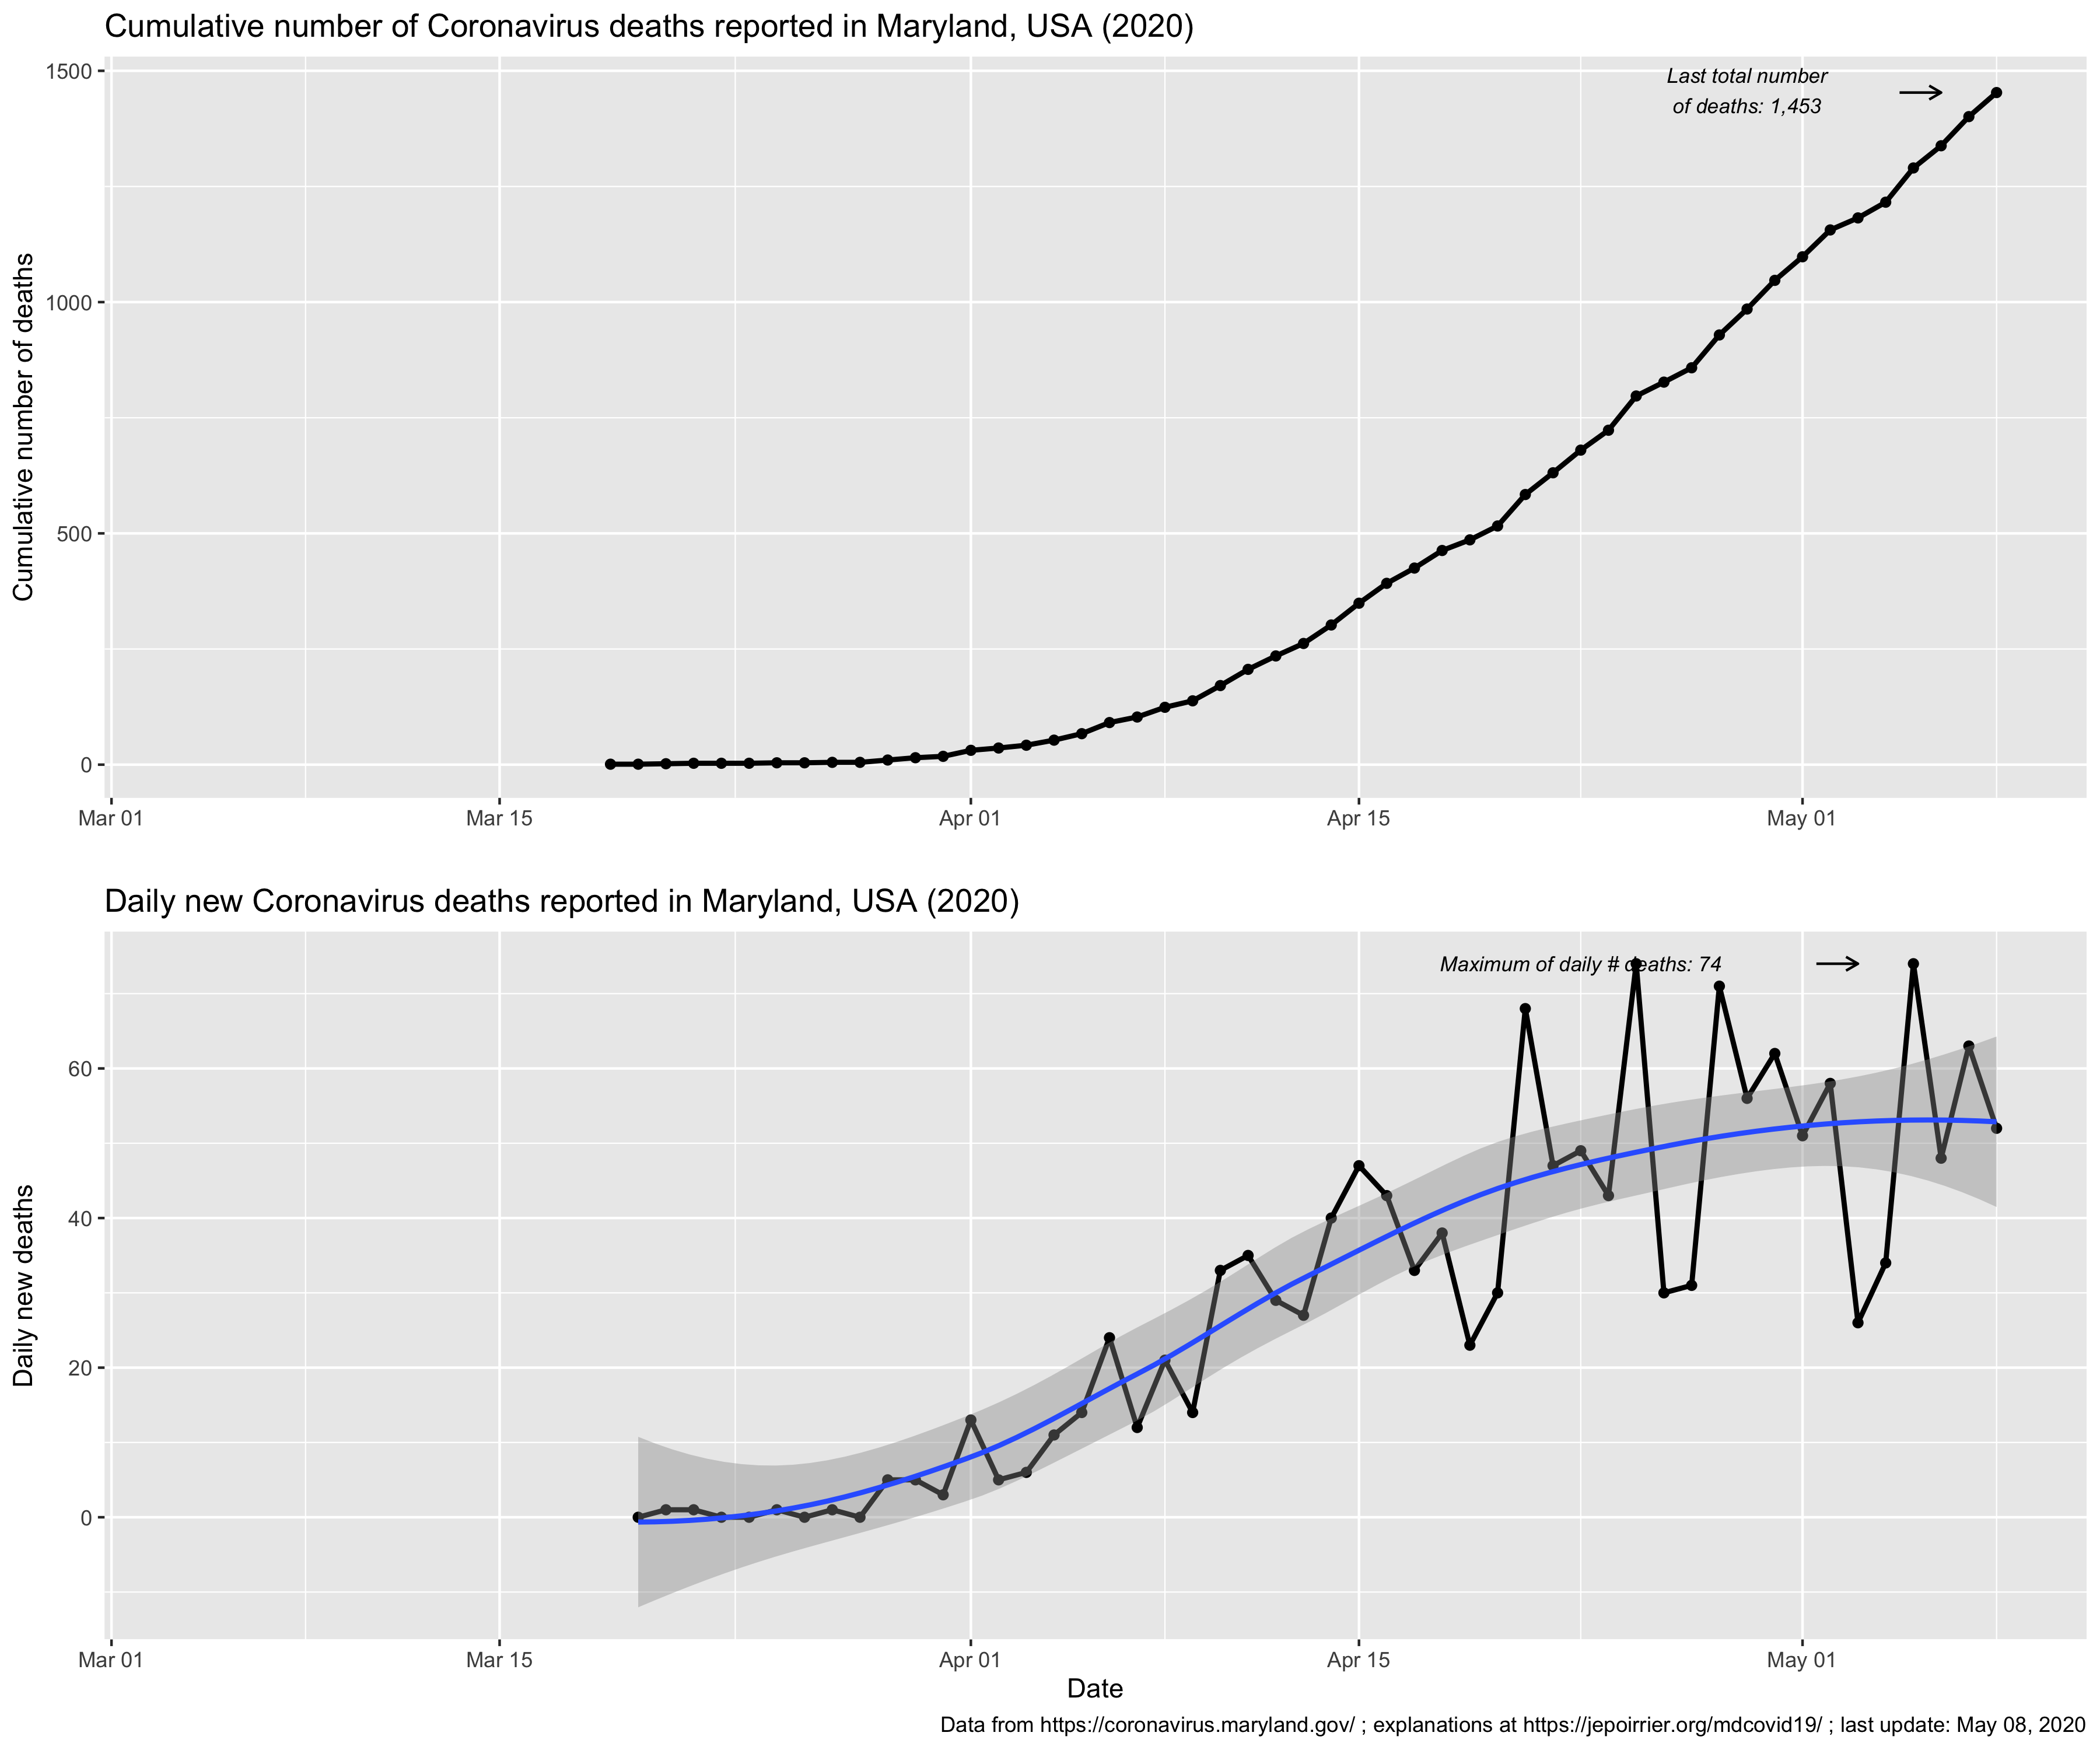 Cumulative number of Coronavirus deaths reported in Maryland, USA (2020)
Cumulative number of deaths
1500
1000
500
0
Last total number
of deaths: 1,453
Mar 01
Mar 15
Apr 01
Apr 15
May 01
Daily new Coronavirus deaths reported in Maryland, USA (2020)
Daily new deaths
60
40
20
0
Maximum of daily # deaths: 74
Mar 01
Mar 15
Apr 01
Apr 15
May 01
Date
Data from https://coronavirus.maryland.gov/ ; explanations at https://jepoirrier.org/mdcovid19/ ; last update: May 08, 2020